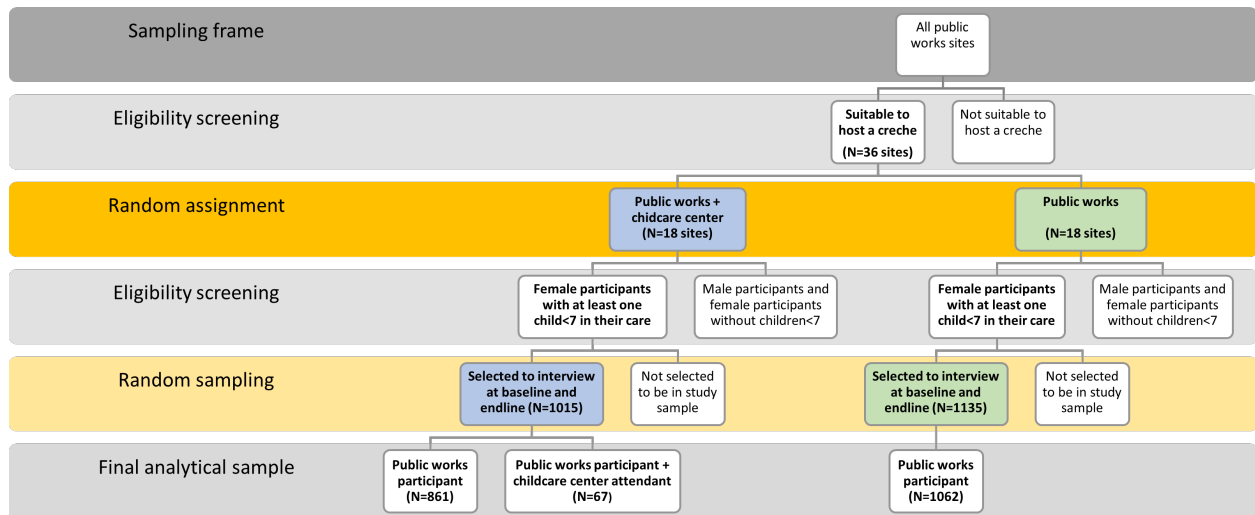 Sampling frame
All public
works sites
Eligibility screening
Suitable to
host a creche
(N=36 sites)
Not suitable to
host a creche
Random assignment
Public works +
chidcare center
(N=18 sites)
Public works
(N=18 sites)
Eligibility screening
Female participants
with at least one
child<7 in their care
Male participants and
female participants
without children<7
Female participants
with at least one
child<7 in their care
Male participants and
female participants
without children<7
Random sampling
Selected to interview
at baseline and
endline (N=1015)
Not selected
to be in study
sample
Selected to interview
at baseline and
endline (N=1135)
Not selected
to be in study
sample
Final analytical sample
Public works
participant
(N=861)
Public works participant +
childcare center attendant
(N=67)
Public works
participant
(N=1062)